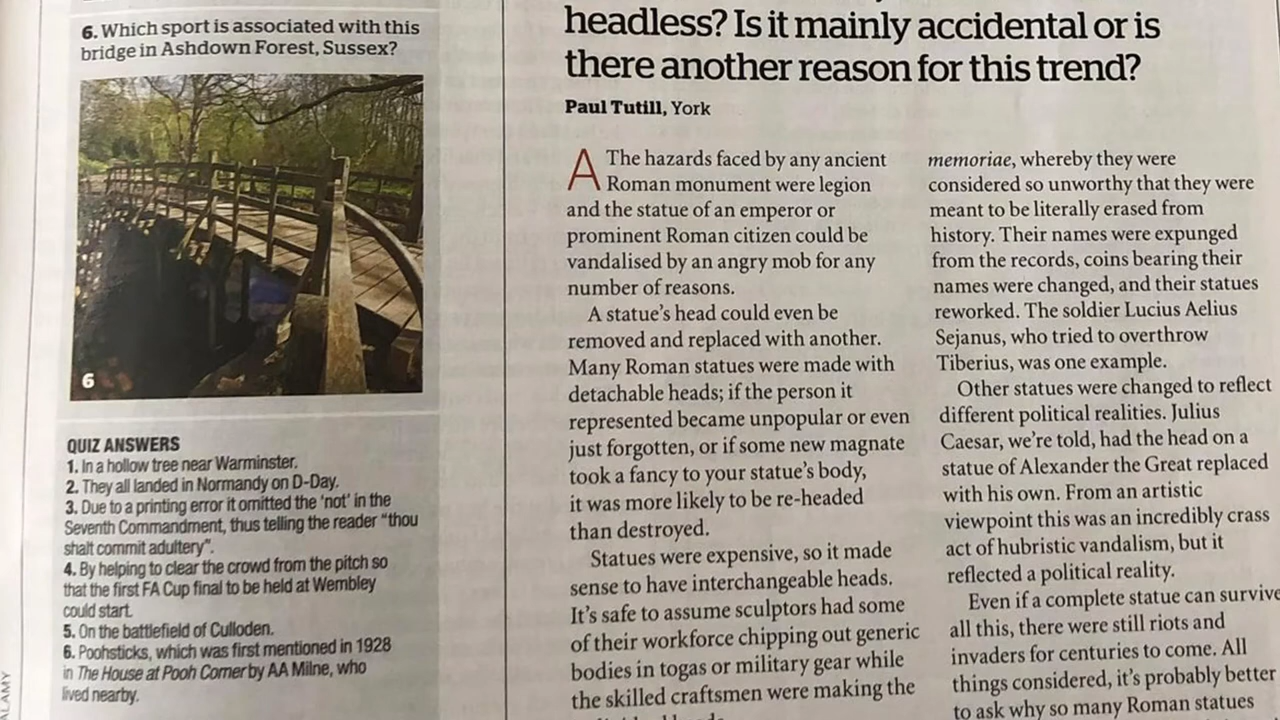 6. Which sport is associated with this
bridge in Ashdown Forest, Sussex?
6
QUIZ ANSWERS
1. In a hollow tree near Warminster.
2. They all landed in Normandy on D-Day.
3. Due to a printing error it omitted the 'not' in the
Seventh Commandment, thus telling the reader "thou
shalt commit adultery".
4. By helping to clear the crowd from the pitch so
that the first FA Cup final to be held at Wembley
could start.
5. On the battlefield of Culloden.
6. Poohsticks, which was first mentioned in 1928
in The House at Pooh Corner by AA Milne, who
lived nearby.
ALAMY
headless? Is it mainly accidental or is
there another reason for this trend?
Paul Tutill, York
A The hazards faced by any ancient
Roman monument were legion
and the statue of an emperor or
prominent Roman citizen could be
vandalised by an angry mob for any
number of reasons.
A statue's head could even be
removed and replaced with another.
Many Roman statues were made with
detachable heads; if the person it
represented became unpopular or even
just forgotten, or if some new magnate
took a fancy to your statue's body,
it was more likely to be re-headed
than destroyed.
Statues were expensive, so it made
sense to have interchangeable heads.
It's safe to assume sculptors had some
of their workforce chipping out generic
bodies in togas or military gear while
the skilled craftsmen were making the
memoriae, whereby they were
considered so unworthy that they were
meant to be literally erased from
history. Their names were expunged
from the records, coins bearing their
names were changed, and their statues
reworked. The soldier Lucius Aelius
Sejanus, who tried to overthrow
Tiberius, was one example.
Other statues were changed to reflect
different political realities. Julius
Caesar, we're told, had the head on a
statue of Alexander the Great replaced
with his own. From an artistic
viewpoint this was an incredibly crass
act of hubristic vandalism, but it
reflected a political reality.
Even if a complete statue can survive
all this, there were still riots and
invaders for centuries to come. All
things considered, it's probably better
to ask why so many Roman statues